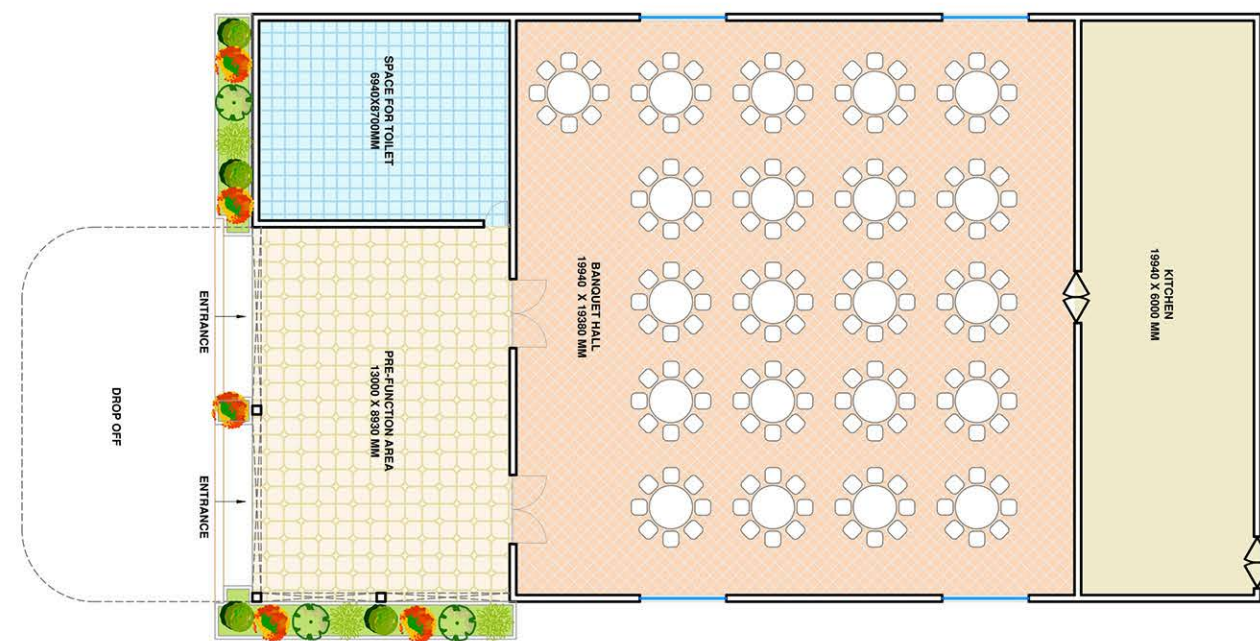 SPACE FOR TOILET
6940X8700MM
ENTRANCE
DROP OFF
ENTRANCE
PRE-FUNCTION AREA
13000 X 8930 MM
BANQUET HALL
19940 X 19380 MM
KITCHEN
19940 X 6000 MM